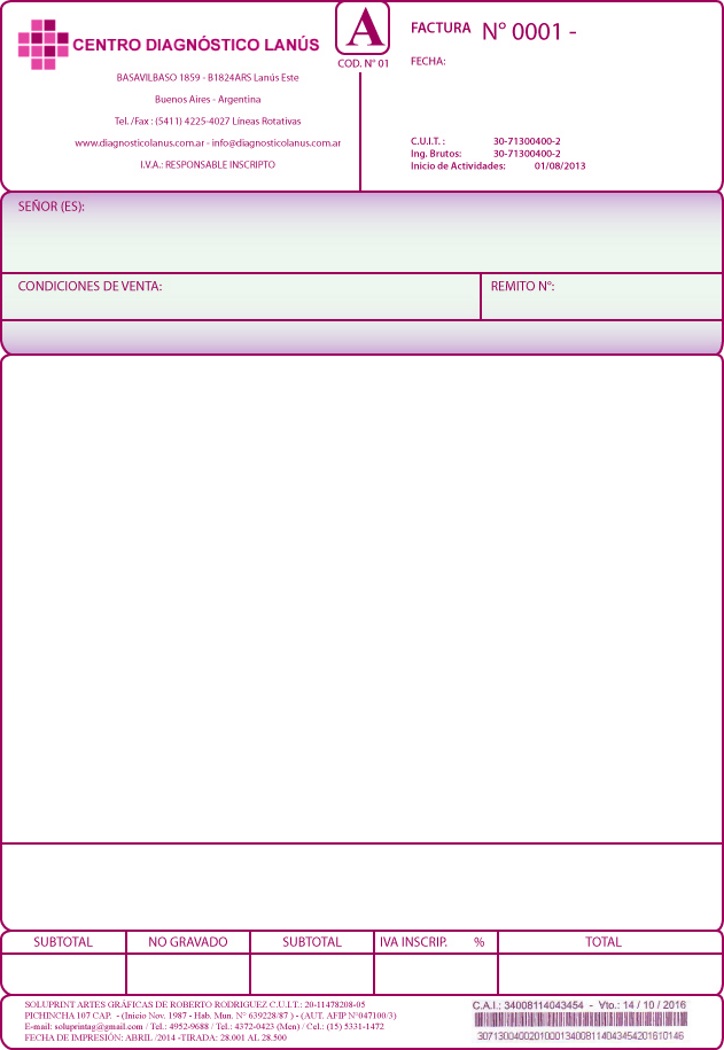 CENTRO DIAGNÓSTICO LANÚS
BASAVILBASO 1859 - B1824ARS Lanús Este
Buenos Aires - Argentina
Tel. /Fax : (5411) 4225-4027 Líneas Rotativas
www.diagnosticolanus.com.ar - info@diagnosticolanus.com.ar
I.V.A.: RESPONSABLE INSCRIPTO
A
COD. N° 01
FACTURA N° 0001 -
FECHA:
C.U.I.T. : 30-71300400-2
Ing. Brutos: 30-71300400-2
Inicio de Actividades: 01/08/2013
SEÑOR (ES):
CONDICIONES DE VENTA: REMITO N°:
SUBTOTAL NO GRAVADO SUBTOTAL IVA INSCRIP. % TOTAL
SOLUPRINT ARTES GRÁFICAS DE ROBERTO RODRIGUEZ C.U.I.T.: 20-11478208-05
PICHINCHA 107 CAP. - (Inicio Nov. 1987 - Hab. Mun. N° 639228/87 ) - (AUT. AFIP N°047100/3)
E-mail: soluprintag@gmail.com / Tel.: 4952-9688 / Tel.: 4372-0423 (Men) / Cel.: (15) 5331-1472
FECHA DE IMPRESIÓN: ABRIL /2014 -TIRADA: 28.001 AL 28.500
C.A.I.: 34008114043454 - Vto.: 14 / 10 / 2016
307130040020100013400811404345420161014​6